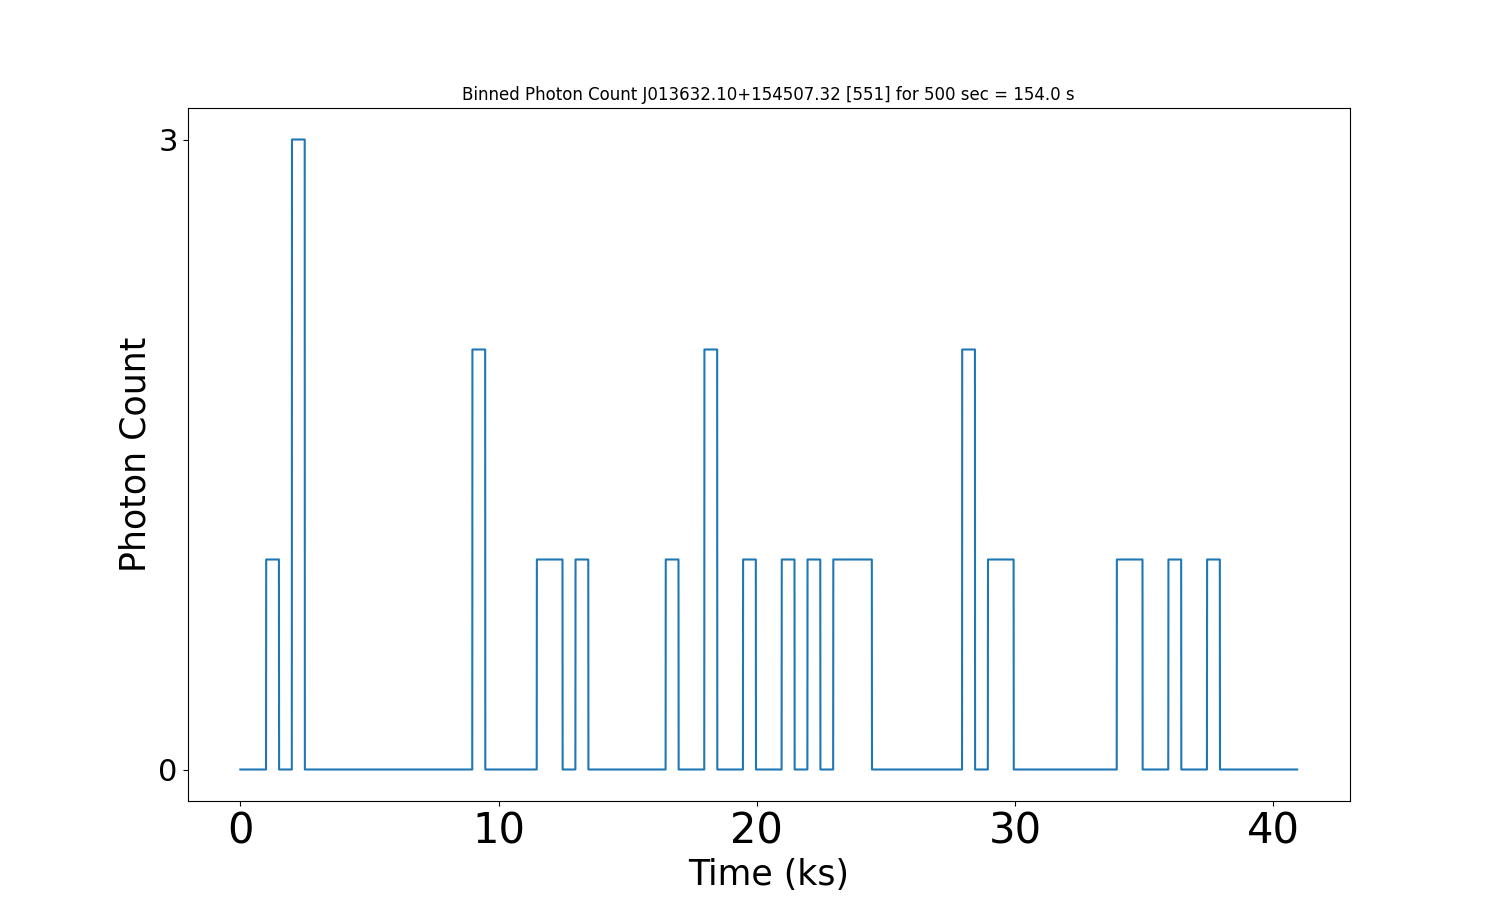 Binned Photon Count J013632.10+154507.32 [551] for 500 sec = 154.0 s
3
Photon Count
0
0 10 20 30 40
Time (ks)